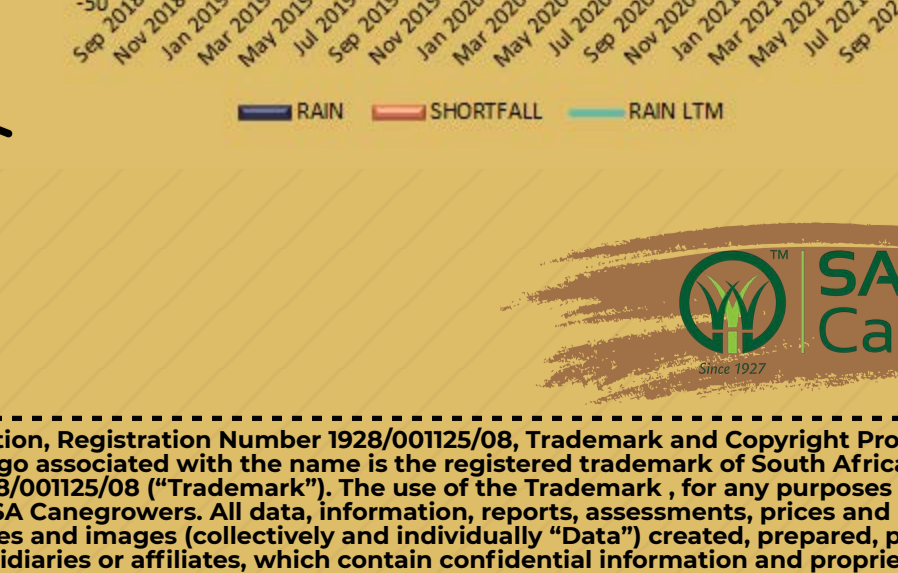 -50
Sep 2018 Nov 2018 Jan 2019 Mar 2019 May 2019 Jul 2019 Sep 2019 Nov 2019 Jan 2020 Mar 2020 May 2020 Jul 2020 Sep 2020 Nov 2020 Jan 2021 Mar 2021 May 2021 Jul 2021 Sep 202
RAIN SHORTFALL RAIN LTM
TM
SA
Ca
Since 1927
tion, Registration Number 1928/001125/08, Trademark and Copyright Pro
go associated with the name is the registered trademark of South Africa
8/001125/08 (“Trademark”). The use of the Trademark , for any purposes
SA Canegrowers. All data, information, reports, assessments, prices and
es and images (collectively and individually “Data”) created, prepared, p
idiaries or affiliates, which contain confidential information and proprie